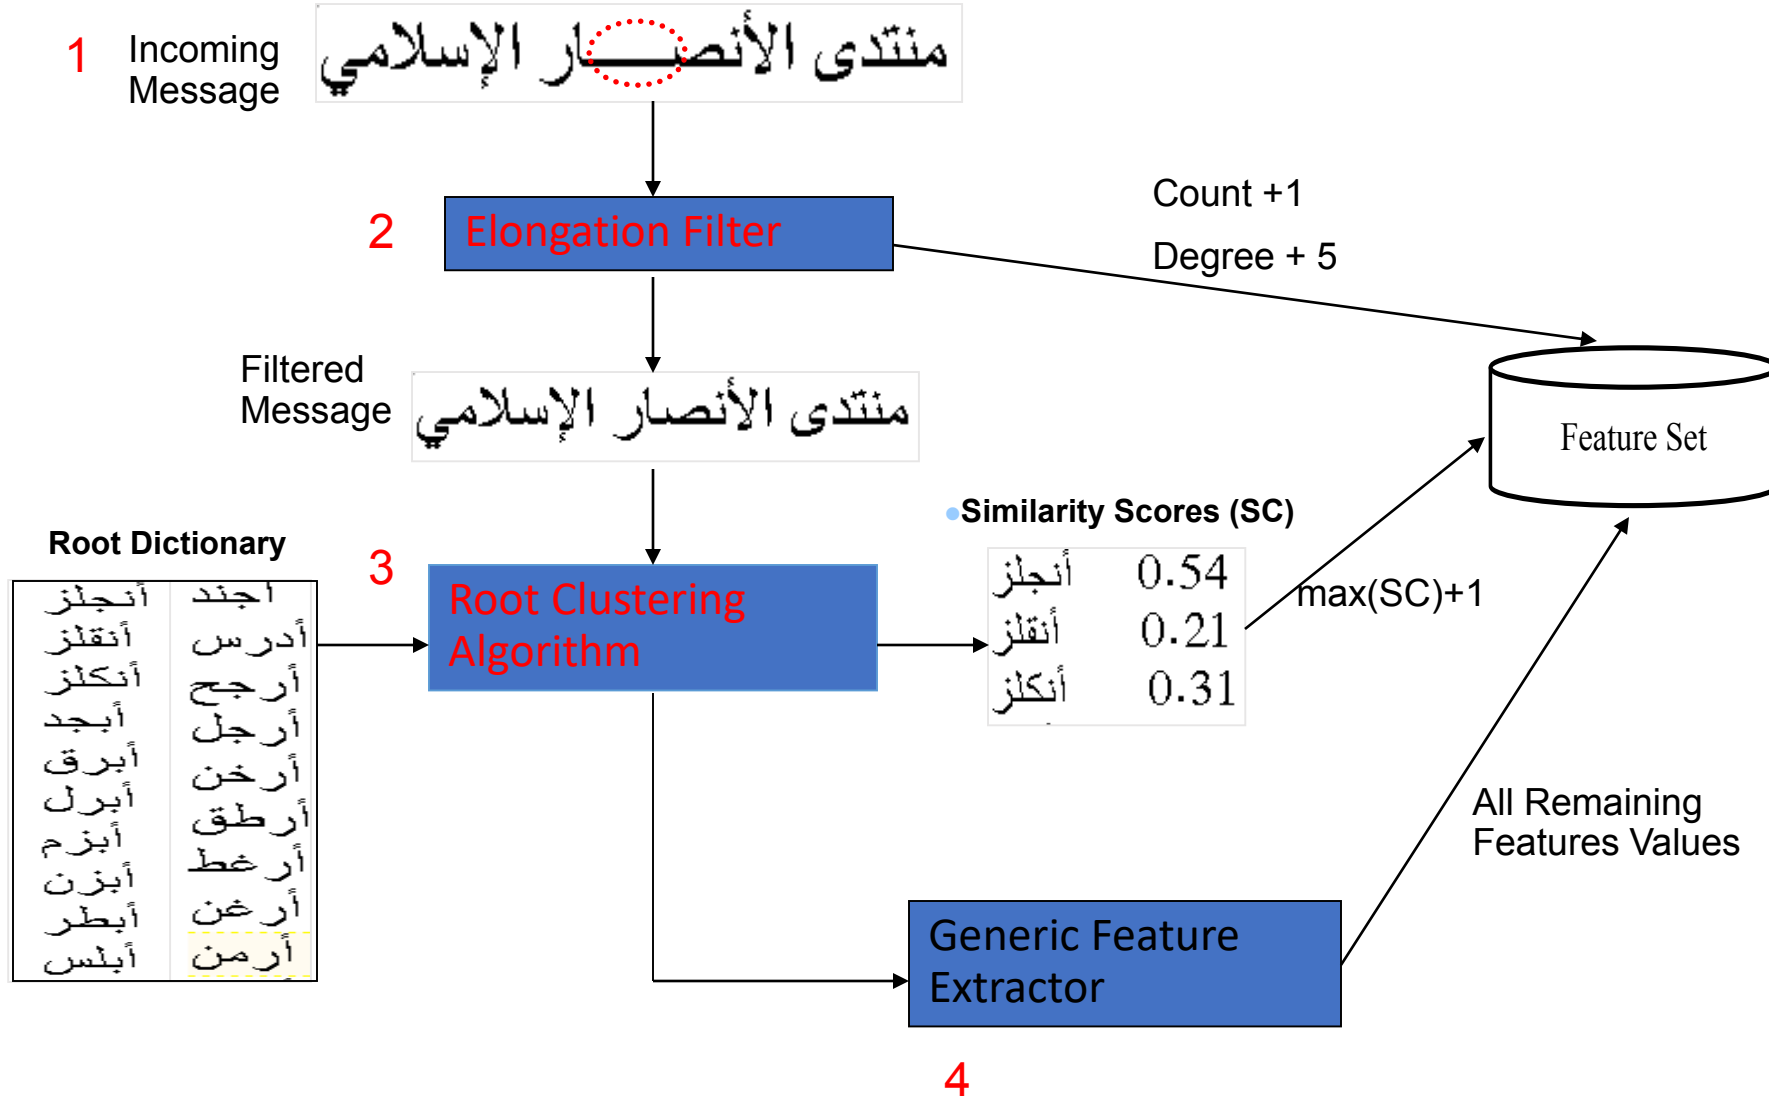 1
Incoming
Message
منتدى الأنصـــــار الإسلامي
2
Elongation Filter
Count +1
Degree + 5
Filtered
Message
منتدى الأنصار الإسلامي
Feature Set
Root Dictionary
أنجلز
أنقلز
أنكلز
أبجد
أبرق
أبرل
أبزم
أبزن
أبطر
أبلس
أجند
أدرس
أرجح
أرجل
أرخن
أرطق
أرغط
أرغن
أرمن
3
Root Clustering
Algorithm
•Similarity Scores (SC)
أنجلز 0.54
أنقلز 0.21
أنكلز 0.31
max(SC)+1
All Remaining
Features Values
Generic Feature
Extractor
4